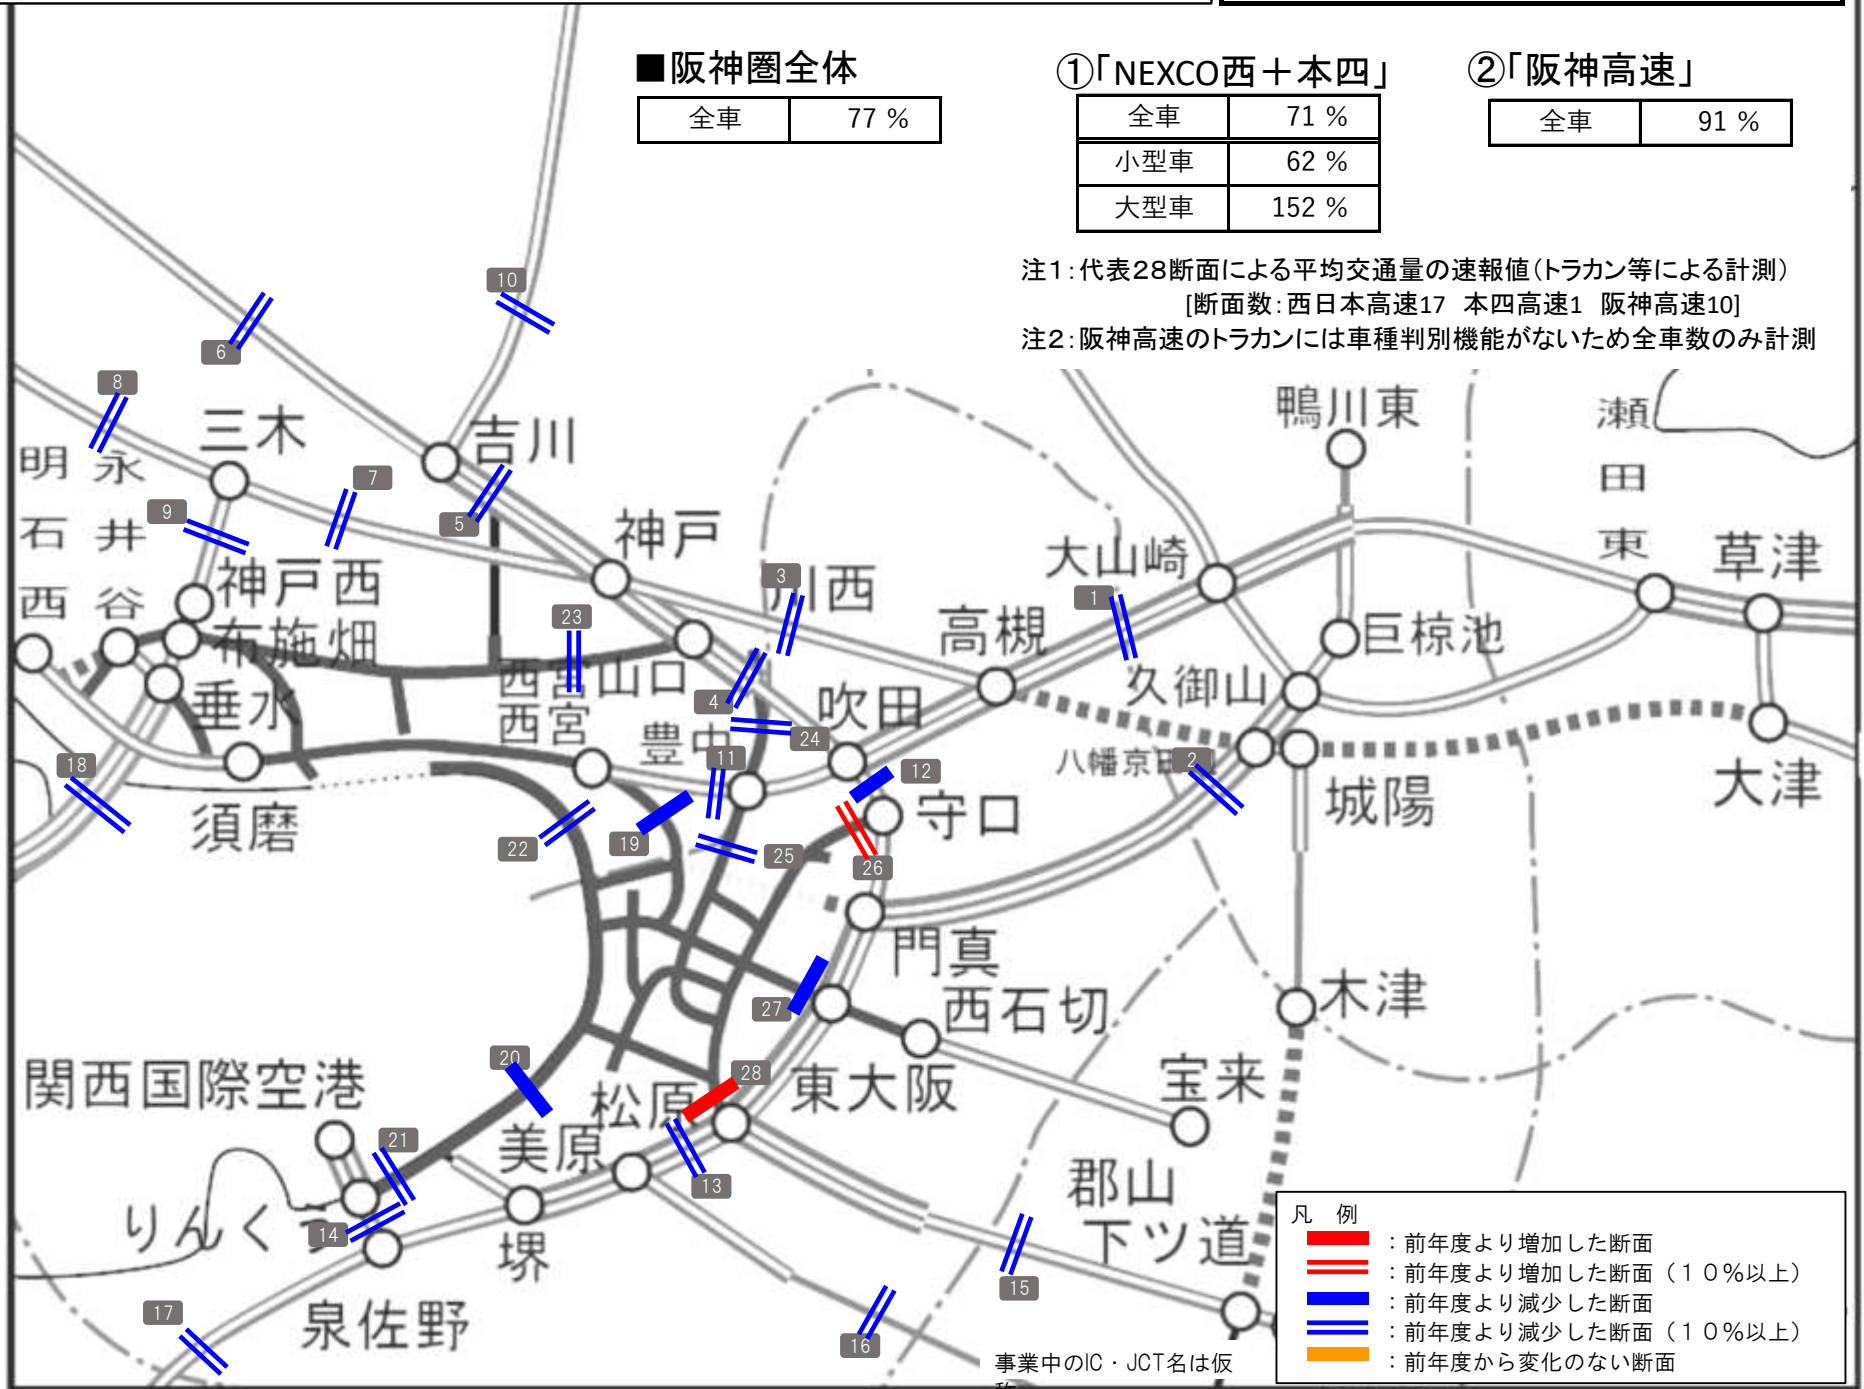 ■阪神圏全体
全車 77 %
①「NEXCO西＋本四」
全車 71 %
小型車 62 %
大型車 152 %
②「阪神高速」
全車 91 %
注１：代表２８断面による平均交通量の速報値（トラカン等による計測）
［断面数：西日本高速17　本四高速1　阪神高速10］
注２：阪神高速のトラカンには車種判別機能がないため全車数のみ計測
10
6
8
三木
吉川
鴨川東
瀬田東
明石西
永井谷
7
9
5
神戸
大山崎
草津
神戸西
布施畑
23
3
川西
1
高槻
巨椋池
西宮山口
久御山
垂水
西宮
4
豊中
吹田
24
11
12
八幡京田辺
2
18
須磨
22
19
25
守口
26
城陽
大津
門真
27
西石切
木津
20
28
関西国際空港
松原
東大阪
宝来
21
美原
13
郡山下ツ道
りんくう
14
堺
15
17
泉佐野
16
事業中のIC・JCT名は仮
称
凡　例
：前年度より増加した断面
：前年度より増加した断面（１０％以上）
：前年度より減少した断面
：前年度より減少した断面（１０％以上）
：前年度から変化のない断面